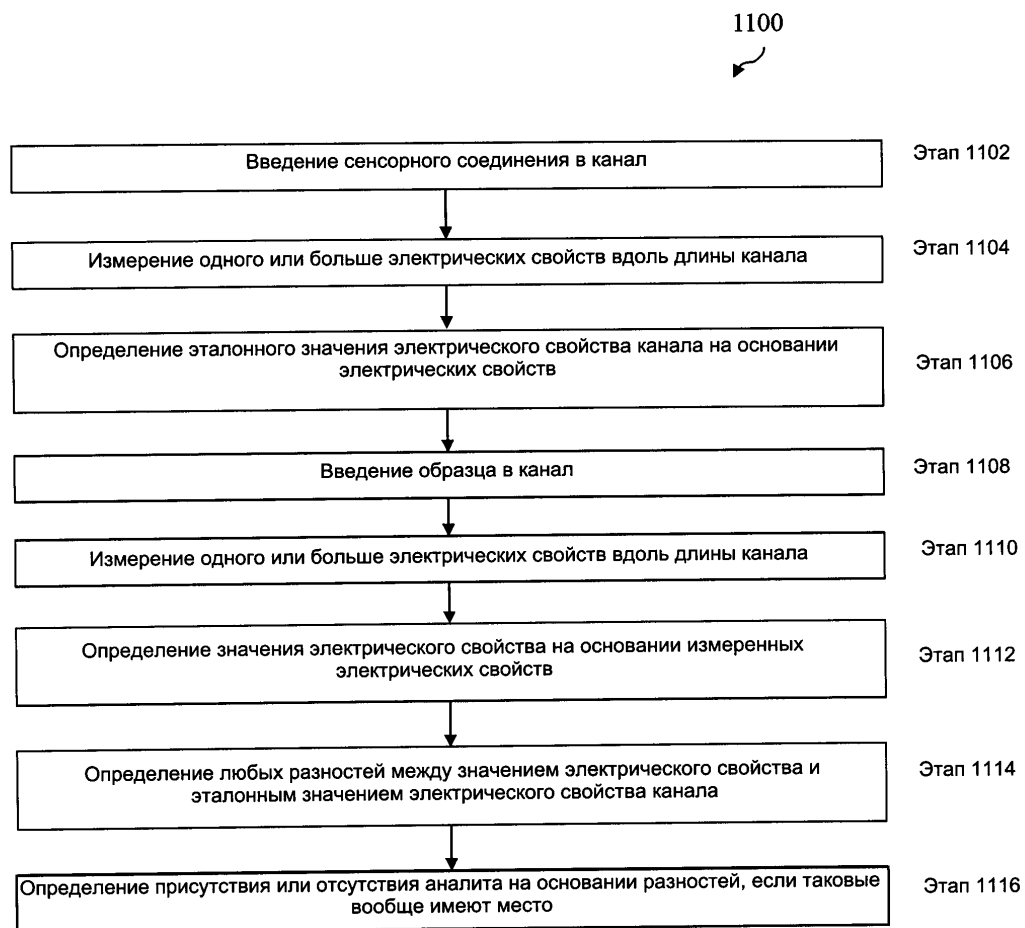 1100
Введение сенсорного соединения в канал
Этап 1102
Измерение одного или больше электрических свойств вдоль длины канала
Этап 1104
Определение эталонного значения электрического свойства канала на основании
электрических свойств
Этап 1106
Введение образца в канал
Этап 1108
Измерение одного или больше электрических свойств вдоль длины канала
Этап 1110
Определение значения электрического свойства на основании измеренных
электрических свойств
Этап 1112
Определение любых разностей между значением электрического свойства и
эталонным значением электрического свойства канала
Этап 1114
Определение присутствия или отсутствия аналита на основании разностей, если таковые
вообще имеют место
Этап 1116